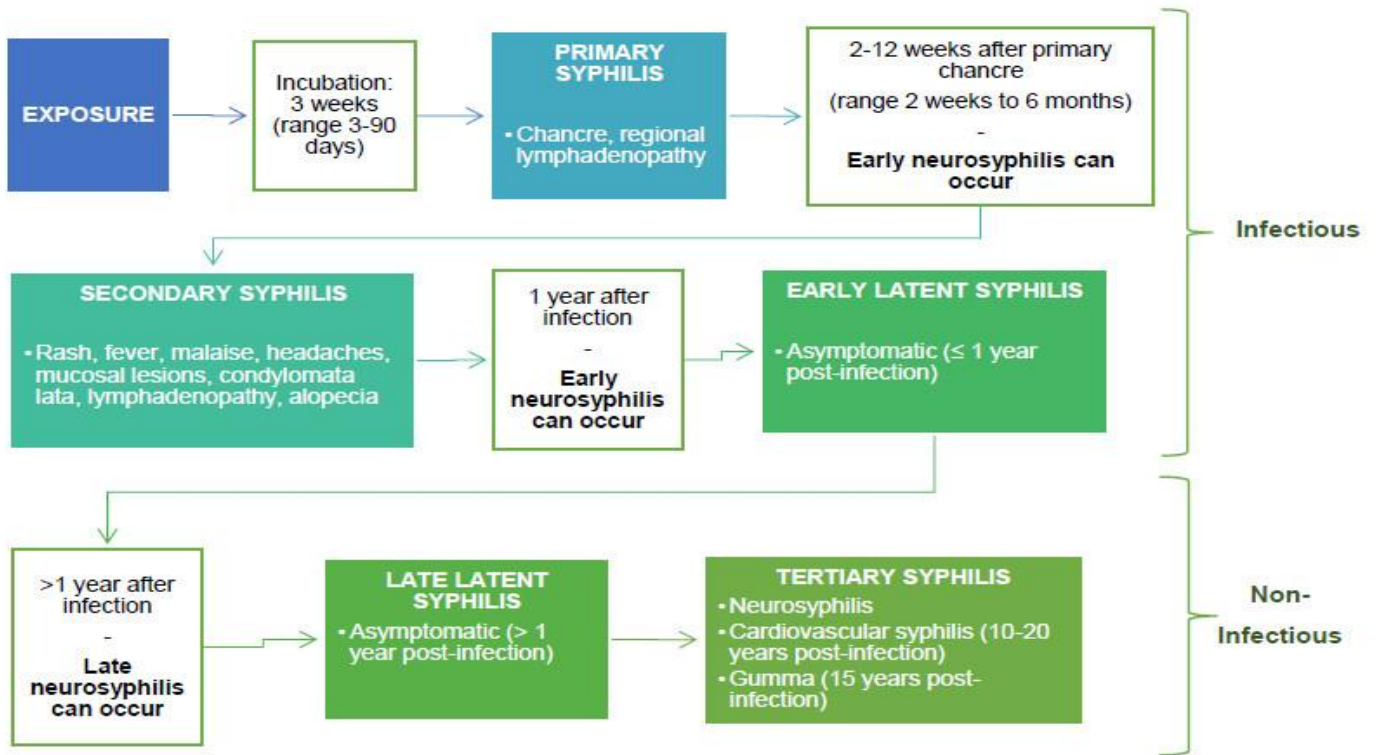 EXPOSURE
Incubation:
3 weeks
(range 3-90
days)
PRIMARY
SYPHILIS
▪ Chancre, regional
lymphadenopathy
2-12 weeks after primary
chancre
(range 2 weeks to 6 months)
-
Early neurosyphilis can
occur
Infectious
SECONDARY SYPHILIS
▪ Rash, fever, malaise, headaches,
mucosal lesions, condylomata
lata, lymphadenopathy, alopecia
1 year after
infection
-
Early
neurosyphilis
can occur
EARLY LATENT SYPHILIS
▪ Asymptomatic (≤ 1 year
post-infection)
>1 year after
infection
-
Late
neurosyphilis
can occur
LATE LATENT
SYPHILIS
▪ Asymptomatic (> 1
year post-infection)
TERTIARY SYPHILIS
▪ Neurosyphilis
▪ Cardiovascular syphilis (10-20
years post-infection)
▪ Gumma (15 years post-
infection)
Non-
Infectious